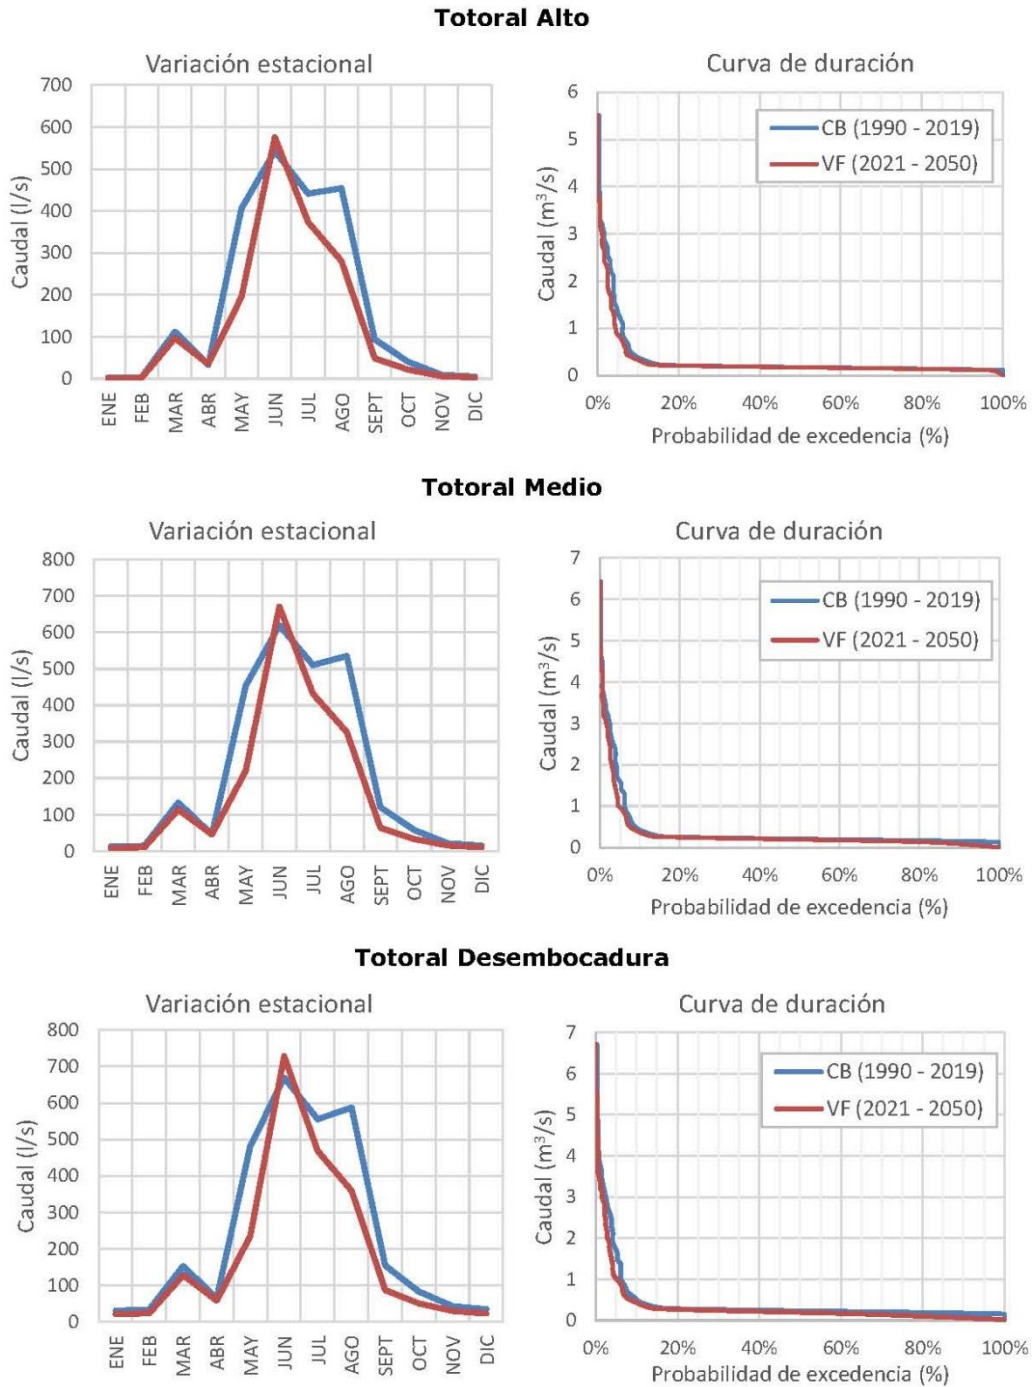 Totoral Alto
Variación estacional
Caudal (l/s)
700
600
500
400
300
200
100
0
ENE
FEB
MAR
ABR
MAY
JUN
JUL
AGO
SEPT
OCT
NOV
DIC
Curva de duración
Caudal (m³/s)
6
5
4
3
2
1
0
CB (1990 - 2019)
VF (2021 - 2050)
0% 20% 40% 60% 80% 100%
Probabilidad de excedencia (%)
Totoral Medio
Variación estacional
Caudal (l/s)
800
700
600
500
400
300
200
100
0
ENE
FEB
MAR
ABR
MAY
JUN
JUL
AGO
SEPT
OCT
NOV
DIC
Curva de duración
Caudal (m³/s)
7
6
5
4
3
2
1
0
CB (1990 - 2019)
VF (2021 - 2050)
0% 20% 40% 60% 80% 100%
Probabilidad de excedencia (%)
Totoral Desembocadura
Variación estacional
Caudal (l/s)
800
700
600
500
400
300
200
100
0
ENE
FEB
MAR
ABR
MAY
JUN
JUL
AGO
SEPT
OCT
NOV
DIC
Curva de duración
Caudal (m³/s)
7
6
5
4
3
2
1
0
CB (1990 - 2019)
VF (2021 - 2050)
0% 20% 40% 60% 80% 100%
Probabilidad de excedencia (%)